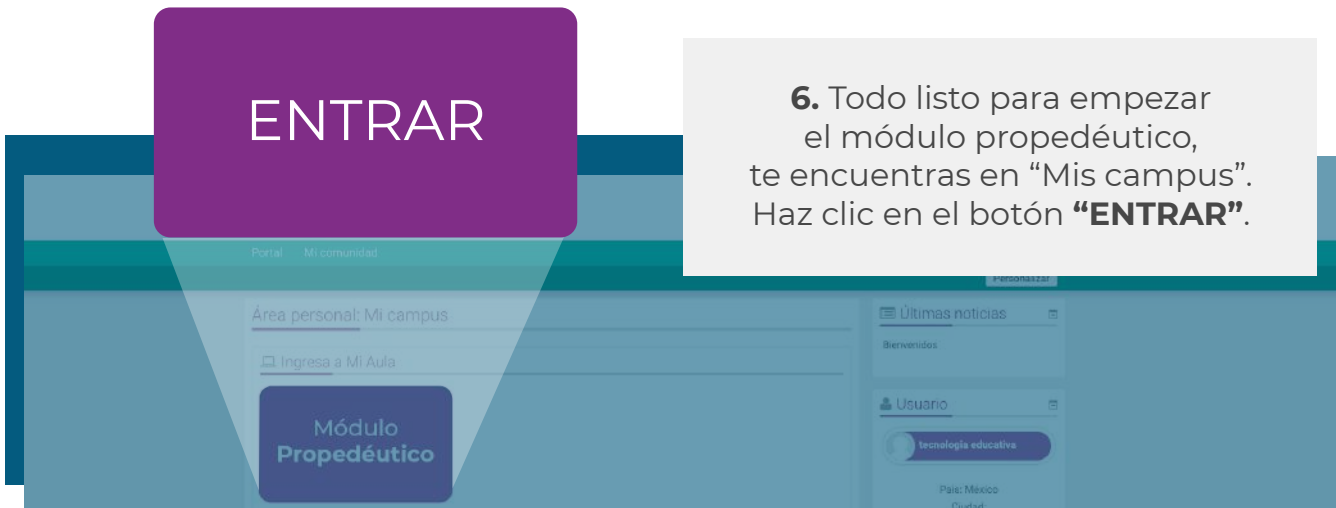 ENTRAR
6. Todo listo para empezar
el módulo propedéutico,
te encuentras en “Mis campus”.
Haz clic en el botón “ENTRAR”.
Portal Mi comunidad
Personalizar
Área personal: Mi campus
Ingresa a Mi Aula
Módulo
Propedéutico
Últimas noticias
Bienvenidos
Usuario
tecnología educativa
País: México
Ciudad: